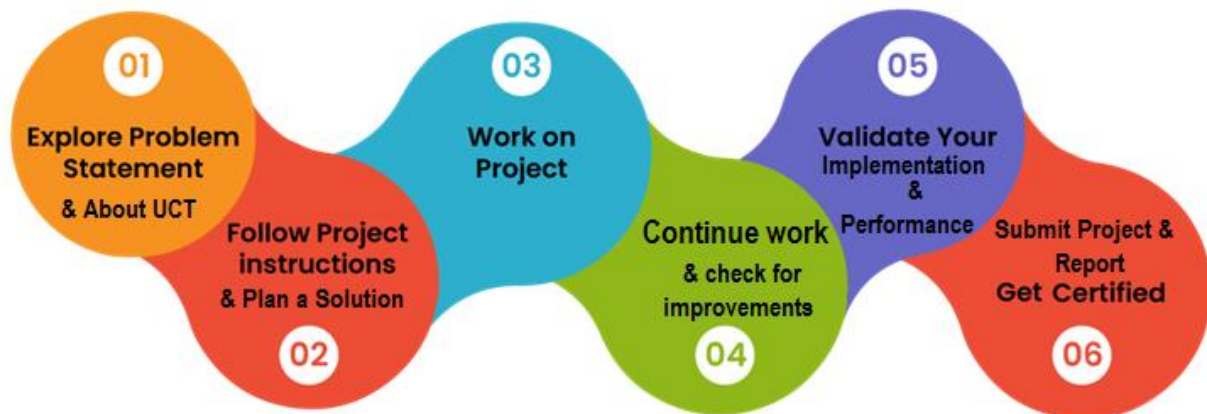 01
Explore Problem
Statement
& About UCT
Follow Project
instructions
& Plan a Solution
02
03
Work on
Project
Continue work
& check for
improvements
04
05
Validate Your
Implementation
&
Performance
Submit Project &
Report
Get Certified
06